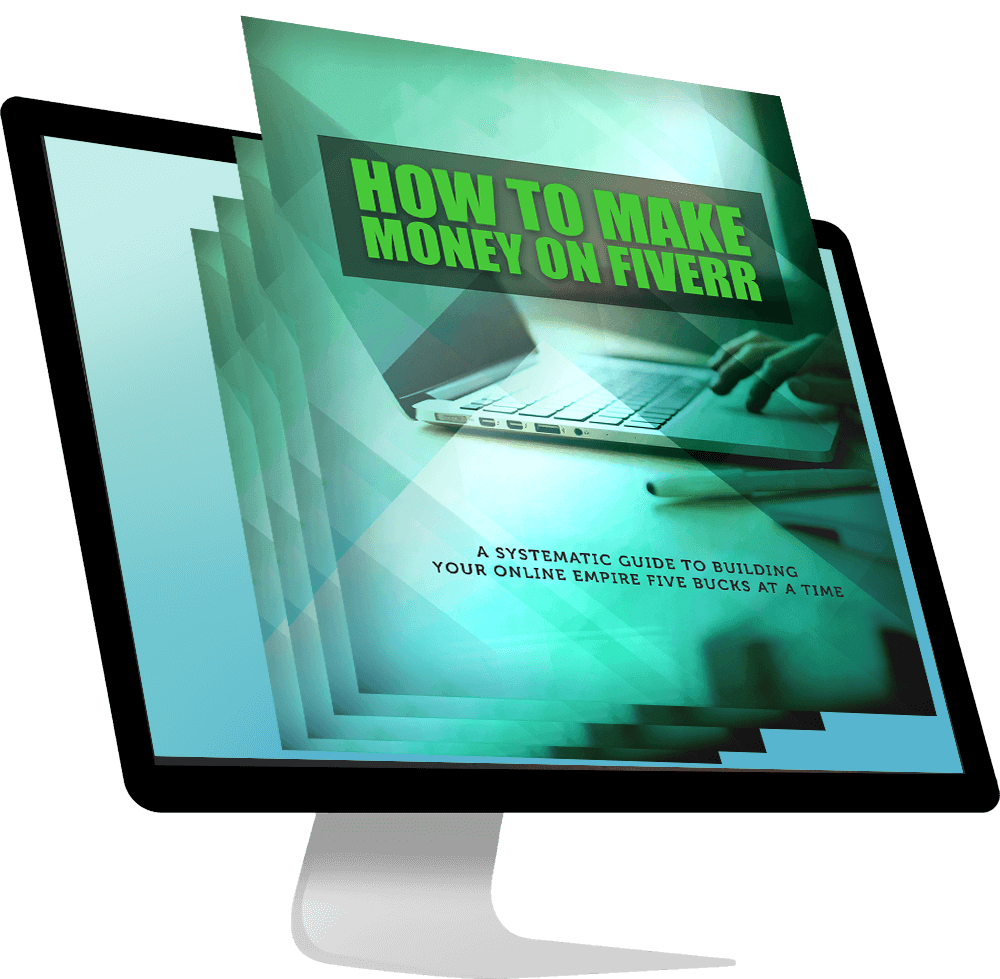 HOW TO MAKE
MONEY ON FIVERR
A SYSTEMATIC GUIDE TO BUILDING
YOUR ONLINE EMPIRE FIVE BUCKS AT A TIME